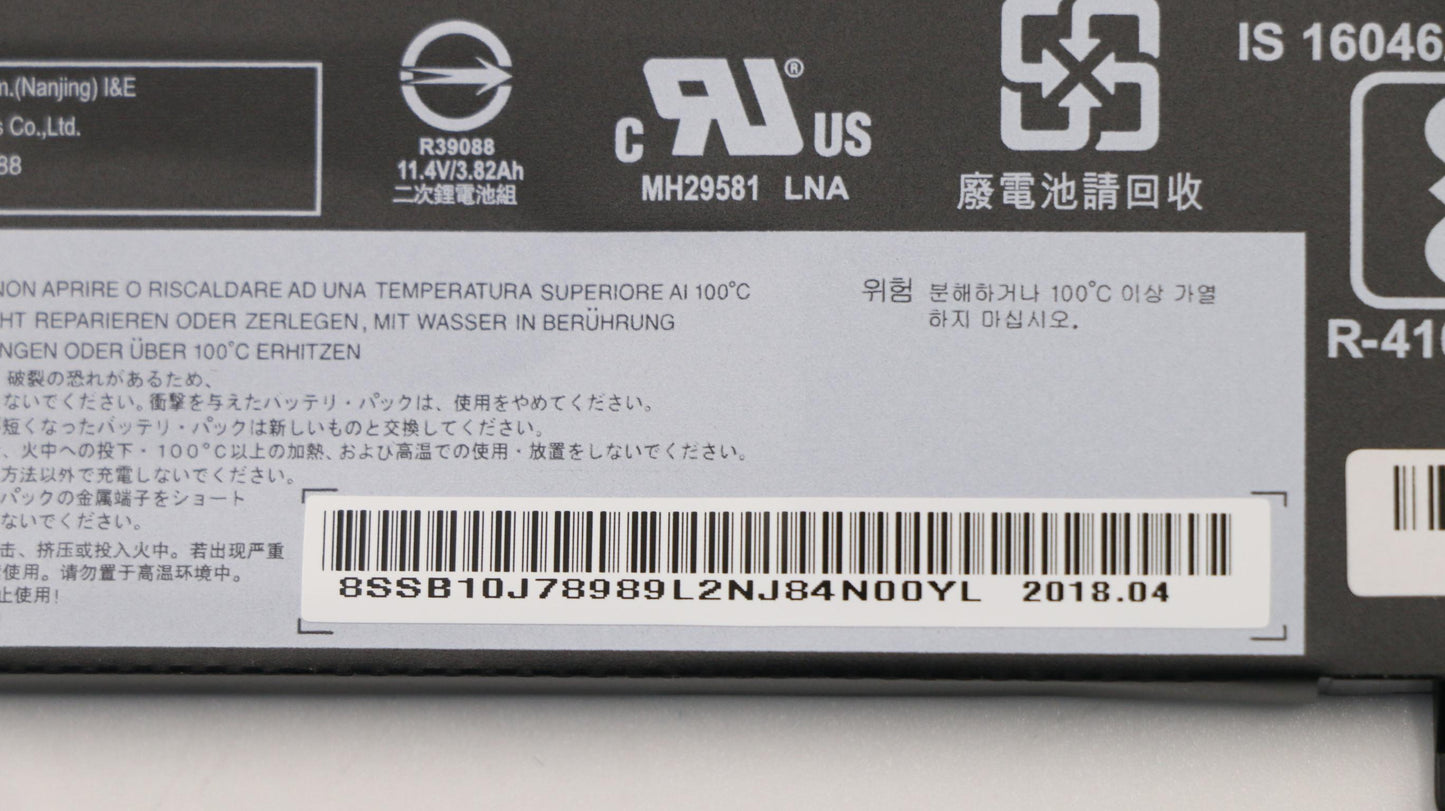 (Nanjing) I&E
Co.,Ltd.
88
R39088
11.4V/3.82Ah
二次鋰電池組
C RU® US
MH29581 LNA
廢電池請回收
IS 16046
R-41
NON APRIRE O RISCALDARE AD UNA TEMPERATURA SUPERIORE AI 100°C
HT REPARIEREN ODER ZERLEGEN, MIT WASSER IN BERÜHRUNG
NGEN ODER ÜBER 100°C ERHITZEN
破裂の恐れがあるため、
ないでください。衝撃を与えたバッテリ・パックは、使用をやめてください。
短くなったバッテリ・パックは新しいものと交換してください。
、火中への投下・100°C以上の加熱、および高温での使用・放置をしないでください。
方法以外で充電しないでください。
パックの金属端子をショート
ないでください。
击、挤压或投入火中。若出现严重
使用。请勿置于高温环境中。
止使用!
위험 분해하거나 100°C 이상 가열
하지 마십시오.
8SSB10J78989L2NJ84N00YL 2018.04